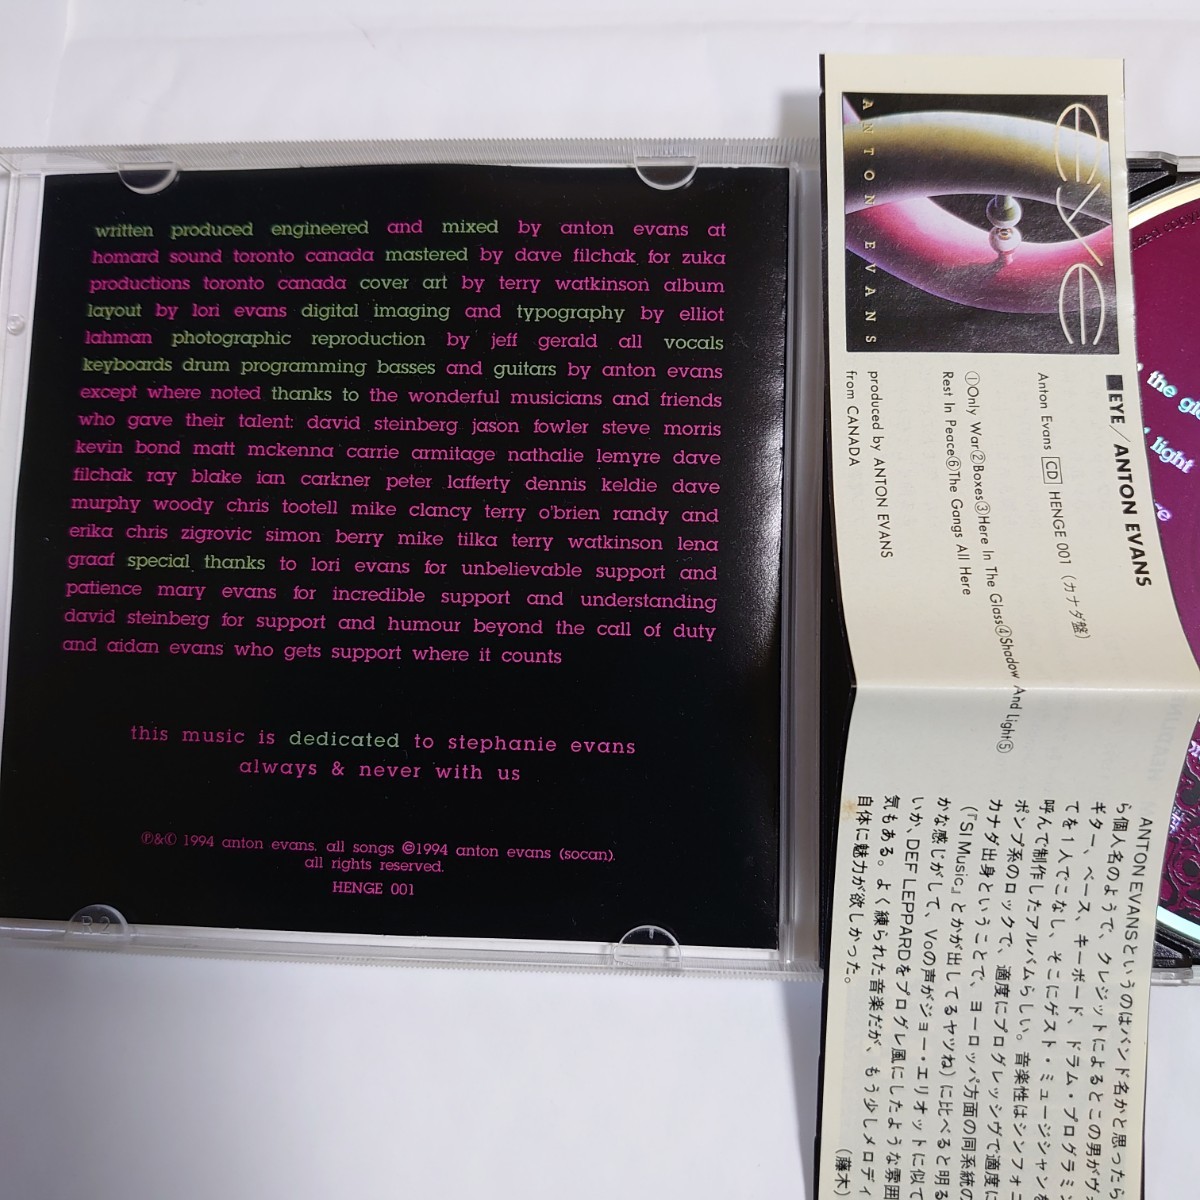 written produced engineered and mixed by anton evans at
homard sound toronto canada mastered by dave filchak for zuka
productions toronto canada cover art by terry watkinson album
layout by lori evans digital imaging and typography by elliot
lahman photographic reproduction by jeff gerald all vocals
keyboards drum programming basses and guitars by anton evans
except where noted thanks to the wonderful musicians and friends
who gave their talent: david steinberg jason fowler steve morris
kevin bond matt mckenna carrie armitage nathalie lemyre dave
filchak ray blake ian carkner peter lafferty dennis keldie dave
murphy woody chris tootell mike clancy terry o'brien randy and
erika chris zigrovic simon berry mike tilka terry watkinson lena
graaf special thanks to lori evans for unbelievable support and
patience mary evans for incredible support and understanding
david steinberg for support and humour beyond the call of duty
and aidan evans who gets support where it counts
this music is dedicated to stephanie evans
always & never with us
℗&© 1994 anton evans. all songs ©1994 anton evans (socan).
all rights reserved.
HENGE 001
eye
ANTON EVANS
■EYE/ANTON EVANS
Anton Evans CD HENGE 001 (カナダ盤)
①Only War②Boxes③Here In The Glass④Shadow And Light⑤
Rest In Peace⑥The Gangs All Here
produced by ANTON EVANS
from CANADA
ANTON EVANSというのはバンド名かと思ったら
ら個人名のようで、クレジットによるとこの男がヴォ
ギター、ベース、キーボード、ドラム・プログラミ
てを1人でこなし、そこにゲスト・ミュージシャンを
呼んで制作したアルバムらしい。音楽性はシンフォニ
ポンプ系のロックで、適度にプログレッシヴで適度に
カナダ出身ということで、ヨーロッパ方面の同系統の
(『SI Music』とかが出してるヤツね)に比べると明る
かな感じがして、Voの声がジョー・エリオットに似て
いか、DEF LEPPARDをプログレ風にしたような雰囲
気もある。よく練られた音楽だが、もう少しメロディ
自体に魅力が欲しかった。
(藤木)
the gla
light